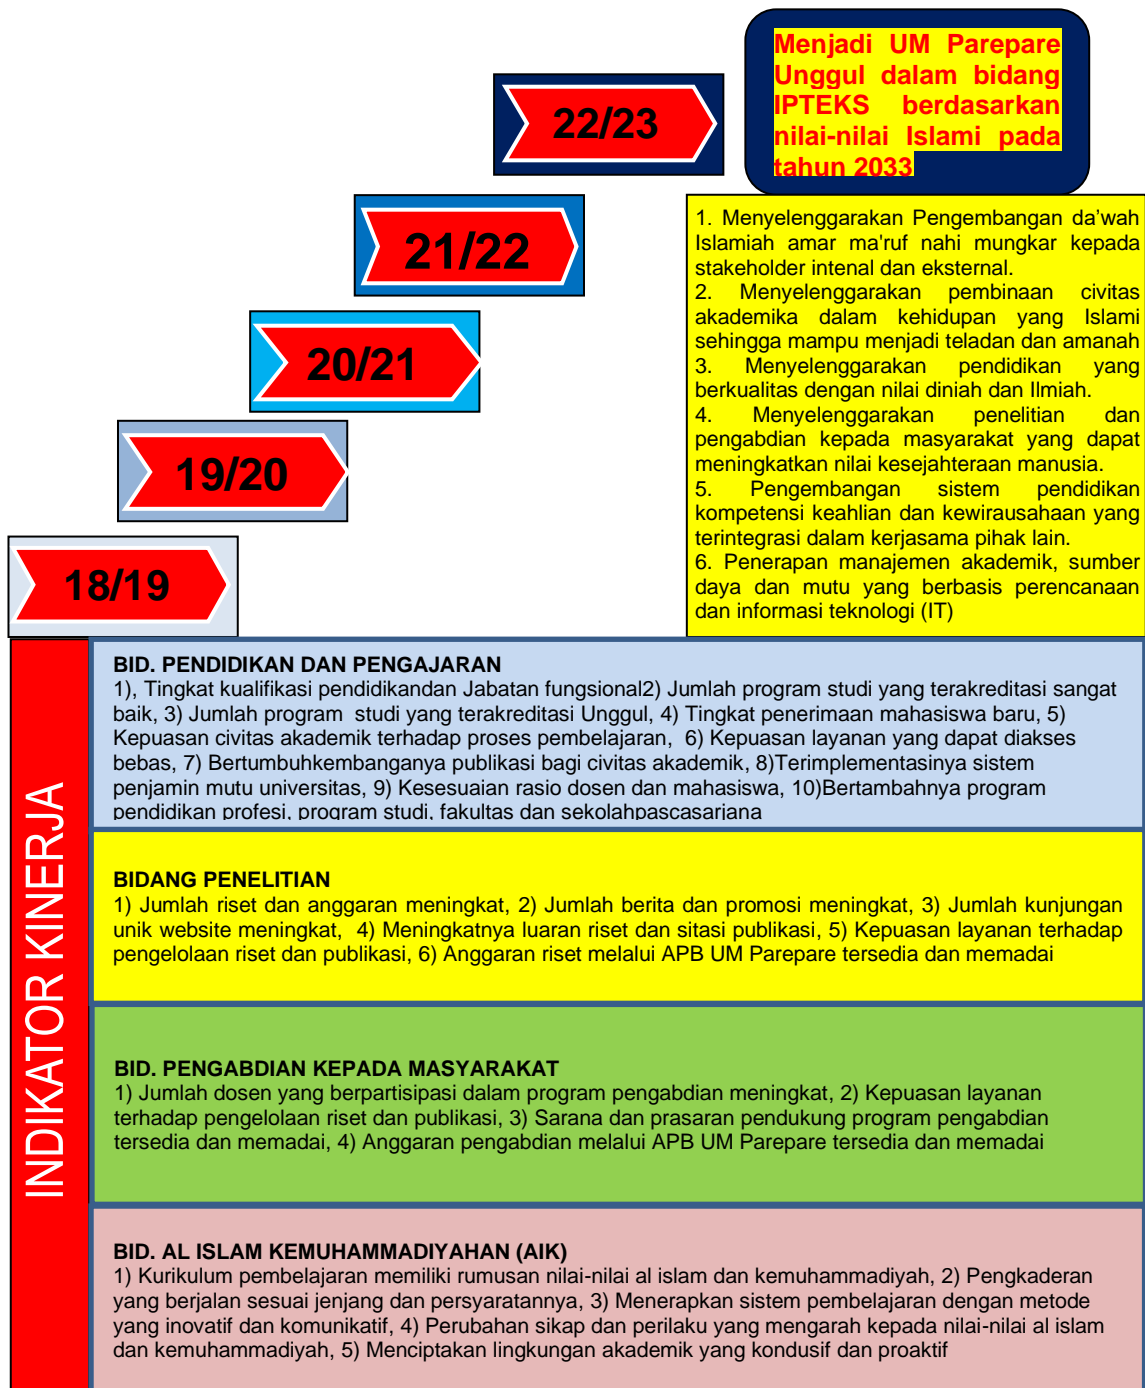 Menjadi UM Parepare
Unggul dalam bidang
IPTEKS berdasarkan
nilai-nilai Islami pada
tahun 2033
22/23
21/22
20/21
19/20
18/19
1. Menyelenggarakan Pengembangan da'wah
Islamiah amar ma'ruf nahi mungkar kepada
stakeholder intenal dan eksternal.
2. Menyelenggarakan pembinaan civitas
akademika dalam kehidupan yang Islami
sehingga mampu menjadi teladan dan amanah
3. Menyelenggarakan pendidikan yang
berkualitas dengan nilai diniah dan Ilmiah.
4. Menyelenggarakan penelitian dan
pengabdian kepada masyarakat yang dapat
meningkatkan nilai kesejahteraan manusia.
5. Pengembangan sistem pendidikan
kompetensi keahlian dan kewirausahaan yang
terintegrasi dalam kerjasama pihak lain.
6. Penerapan manajemen akademik, sumber
daya dan mutu yang berbasis perencanaan
dan informasi teknologi (IT)
INDIKATOR KINERJA
BID. PENDIDIKAN DAN PENGAJARAN
1), Tingkat kualifikasi pendidikandan Jabatan fungsional2) Jumlah program studi yang terakreditasi sangat
baik, 3) Jumlah program studi yang terakreditasi Unggul, 4) Tingkat penerimaan mahasiswa baru, 5)
Kepuasan civitas akademik terhadap proses pembelajaran, 6) Kepuasan layanan yang dapat diakses
bebas, 7) Bertumbuhkembanganya publikasi bagi civitas akademik, 8)Terimplementasinya sistem
penjamin mutu universitas, 9) Kesesuaian rasio dosen dan mahasiswa, 10)Bertambahnya program
pendidikan profesi, program studi, fakultas dan sekolahpascasarjana
BIDANG PENELITIAN
1) Jumlah riset dan anggaran meningkat, 2) Jumlah berita dan promosi meningkat, 3) Jumlah kunjungan
unik website meningkat, 4) Meningkatnya luaran riset dan sitasi publikasi, 5) Kepuasan layanan terhadap
pengelolaan riset dan publikasi, 6) Anggaran riset melalui APB UM Parepare tersedia dan memadai
BID. PENGABDIAN KEPADA MASYARAKAT
1) Jumlah dosen yang berpartisipasi dalam program pengabdian meningkat, 2) Kepuasan layanan
terhadap pengelolaan riset dan publikasi, 3) Sarana dan prasaran pendukung program pengabdian
tersedia dan memadai, 4) Anggaran pengabdian melalui APB UM Parepare tersedia dan memadai
BID. AL ISLAM KEMUHAMMADIYAHAN (AIK)
1) Kurikulum pembelajaran memiliki rumusan nilai-nilai al islam dan kemuhammadiyah, 2) Pengkaderan
yang berjalan sesuai jenjang dan persyaratannya, 3) Menerapkan sistem pembelajaran dengan metode
yang inovatif dan komunikatif, 4) Perubahan sikap dan perilaku yang mengarah kepada nilai-nilai al islam
dan kemuhammadiyah, 5) Menciptakan lingkungan akademik yang kondusif dan proaktif